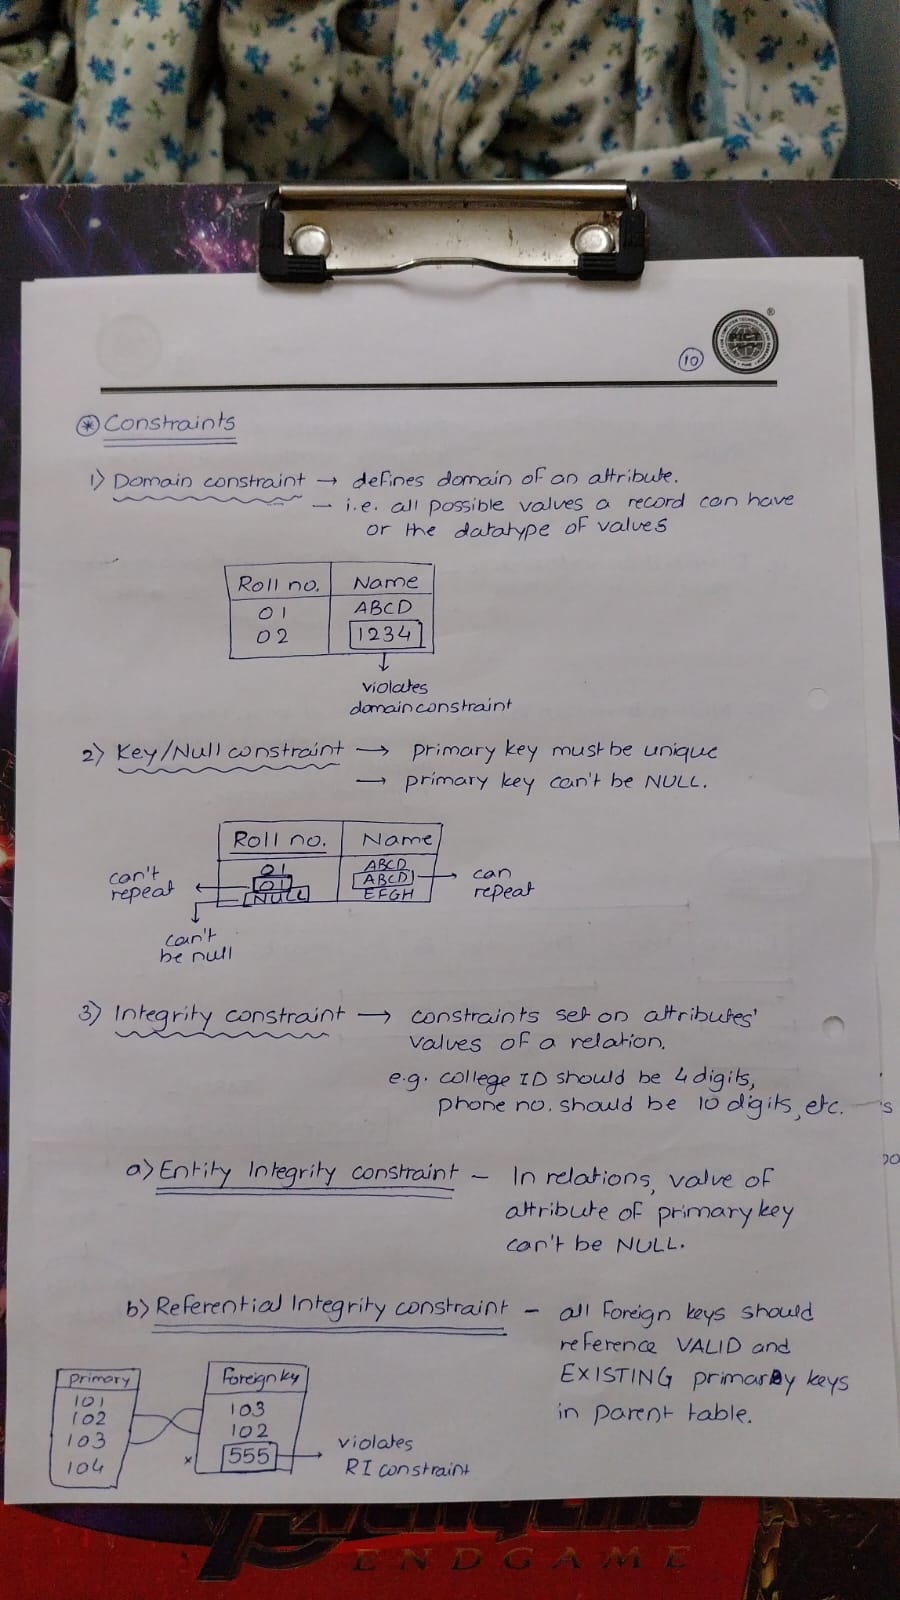 10
PICT
* Constraints
1) Domain constraint → defines domain of an attribute.
– i.e. all possible values a record can have
or the datatype of values
Roll no. Name
01 ABCD
02 1234
violates
domain constraint
2) Key/Null constraint → primary key must be unique
→ primary key can't be NULL.
Roll no. Name
01 ABCD
can't repeat ← 01 ABCD → can repeat
NULL EFGH
can't
be null
3) Integrity constraint → constraints set on attributes'
values of a relation.
e.g. college ID should be 4 digits,
phone no. should be 10 digits, etc.
a) Entity Integrity constraint – In relations, value of
attribute of primary key
can't be NULL.
b) Referential Integrity constraint – all foreign keys should
reference VALID and
EXISTING primary keys
in parent table.
primary
101
102
103
104
Foreign ky
103
102
x 555 → violates
RI constraint
ENDGAME